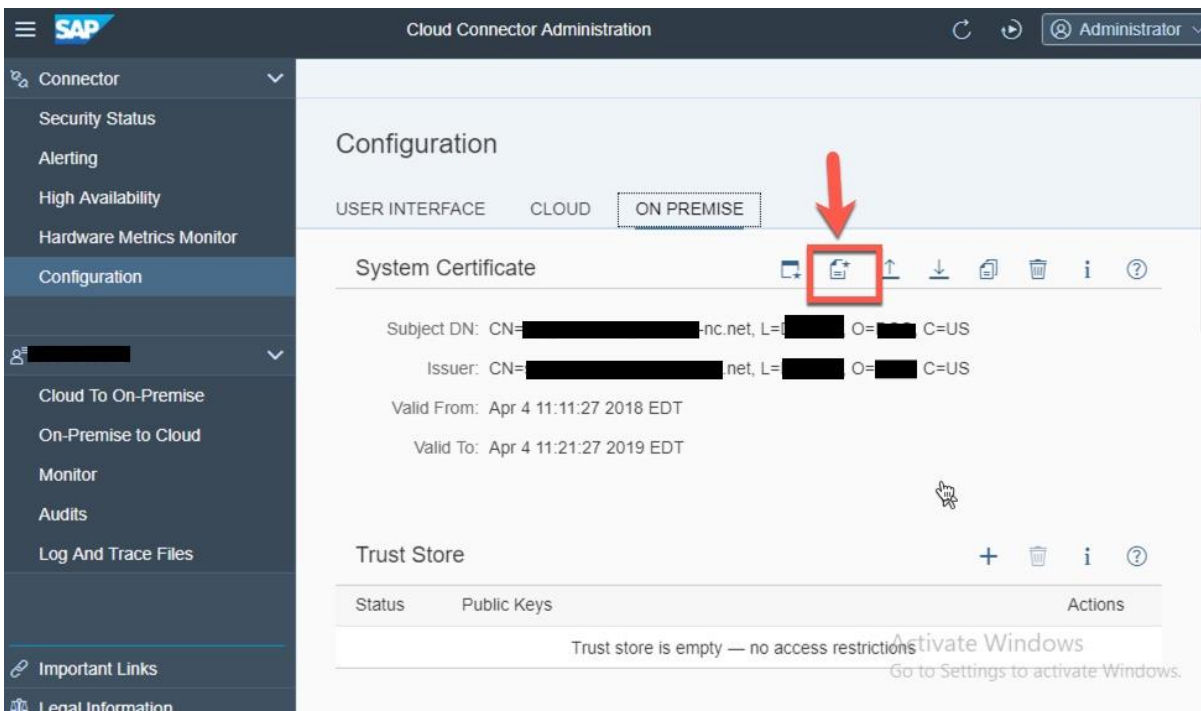 SAP Cloud Connector Administration Administrator
Connector
Security Status
Alerting
High Availability
Hardware Metrics Monitor
Configuration
Cloud To On-Premise
On-Premise to Cloud
Monitor
Audits
Log And Trace Files
Important Links
Legal Information
Configuration
USER INTERFACE CLOUD ON PREMISE
System Certificate
Subject DN: CN= -nc.net, L= O= C=US
Issuer: CN= .net, L= , O= C=US
Valid From: Apr 4 11:11:27 2018 EDT
Valid To: Apr 4 11:21:27 2019 EDT
Trust Store
Status Public Keys Actions
Trust store is empty — no access restrictions
Activate Windows
Go to Settings to activate Windows.